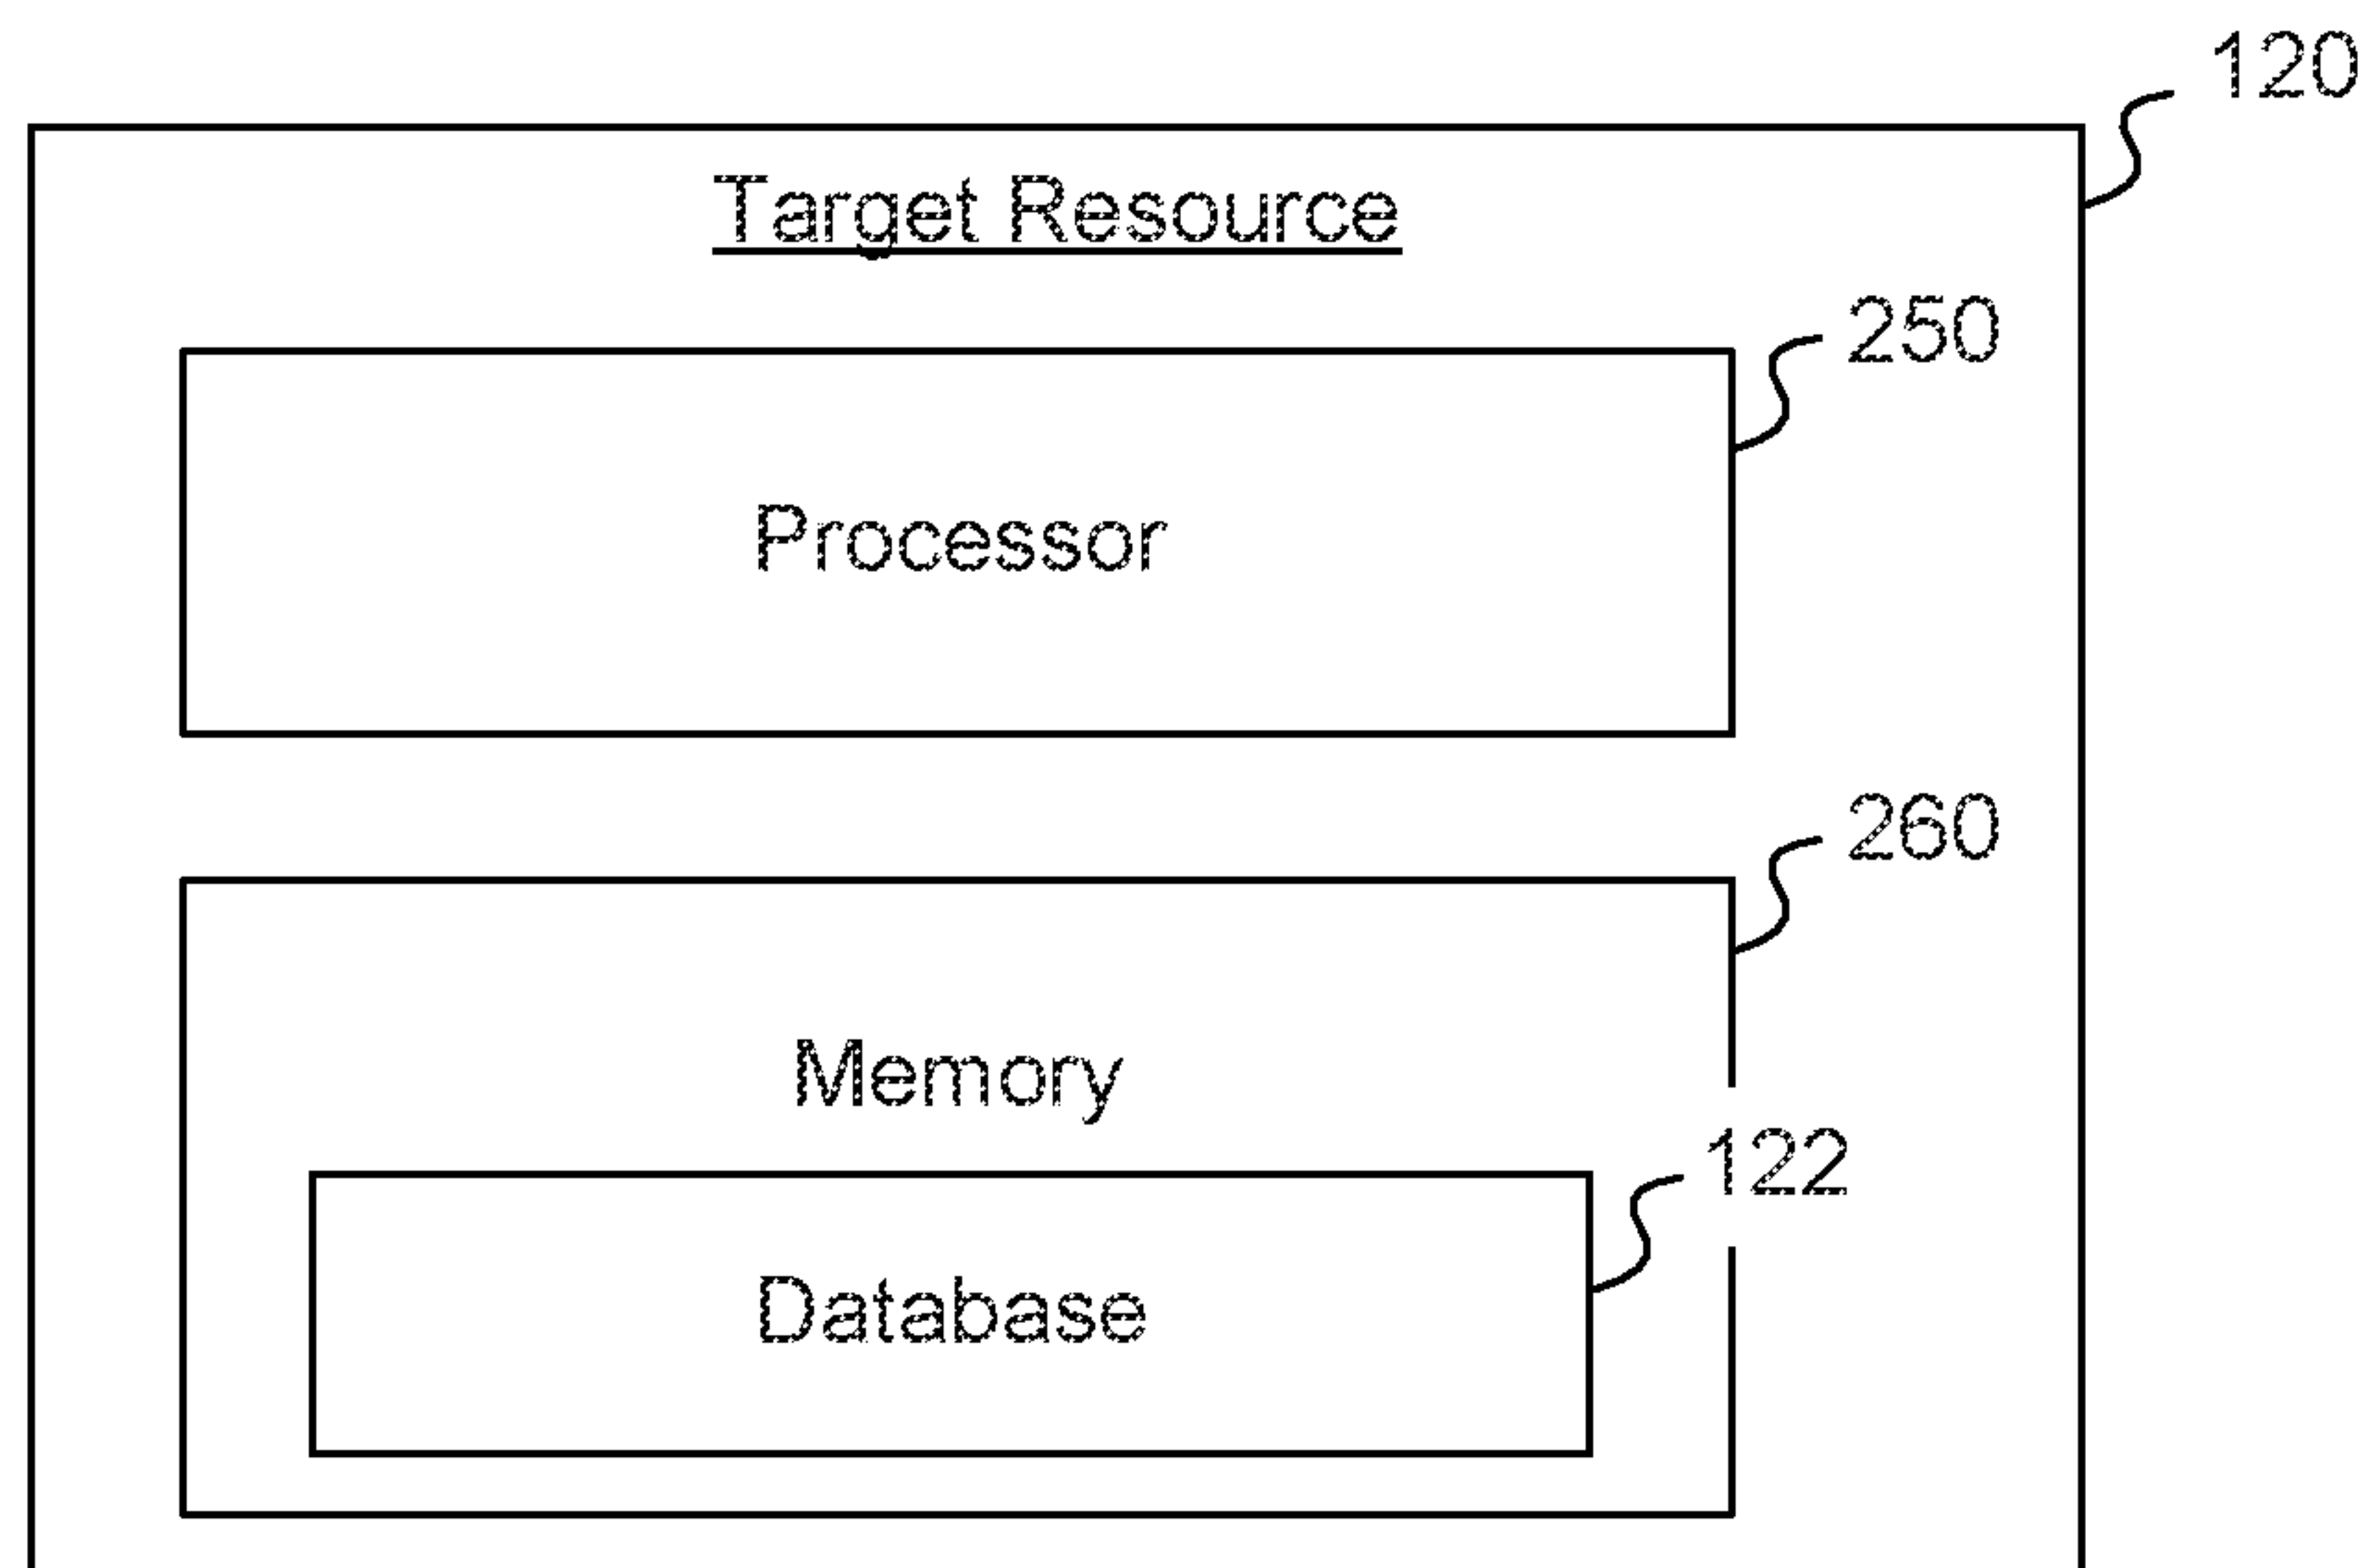 120
Target Resource
250
Processor
260
Memory
122
Database